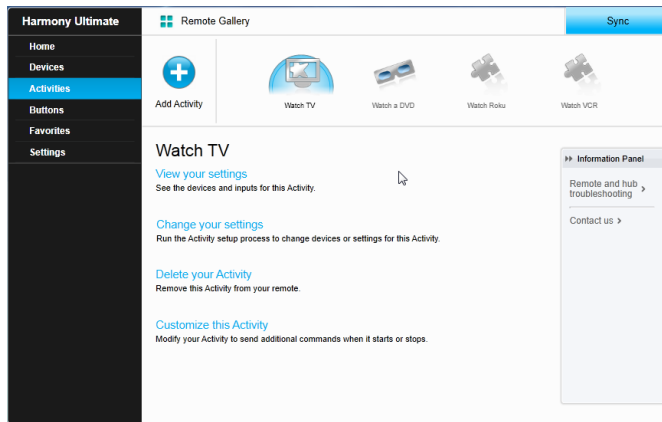 Harmony Ultimate
Remote Gallery
Sync
Home
Devices
Activities
Buttons
Favorites
Settings
Add Activity
Watch TV
Watch a DVD
Watch Roku
Watch VCR
Watch TV
View your settings
See the devices and inputs for this Activity.
Change your settings
Run the Activity setup process to change devices or settings for this Activity.
Delete your Activity
Remove this Activity from your remote.
Customize this Activity
Modify your Activity to send additional commands when it starts or stops.
Information Panel
Remote and hub
troubleshooting
Contact us